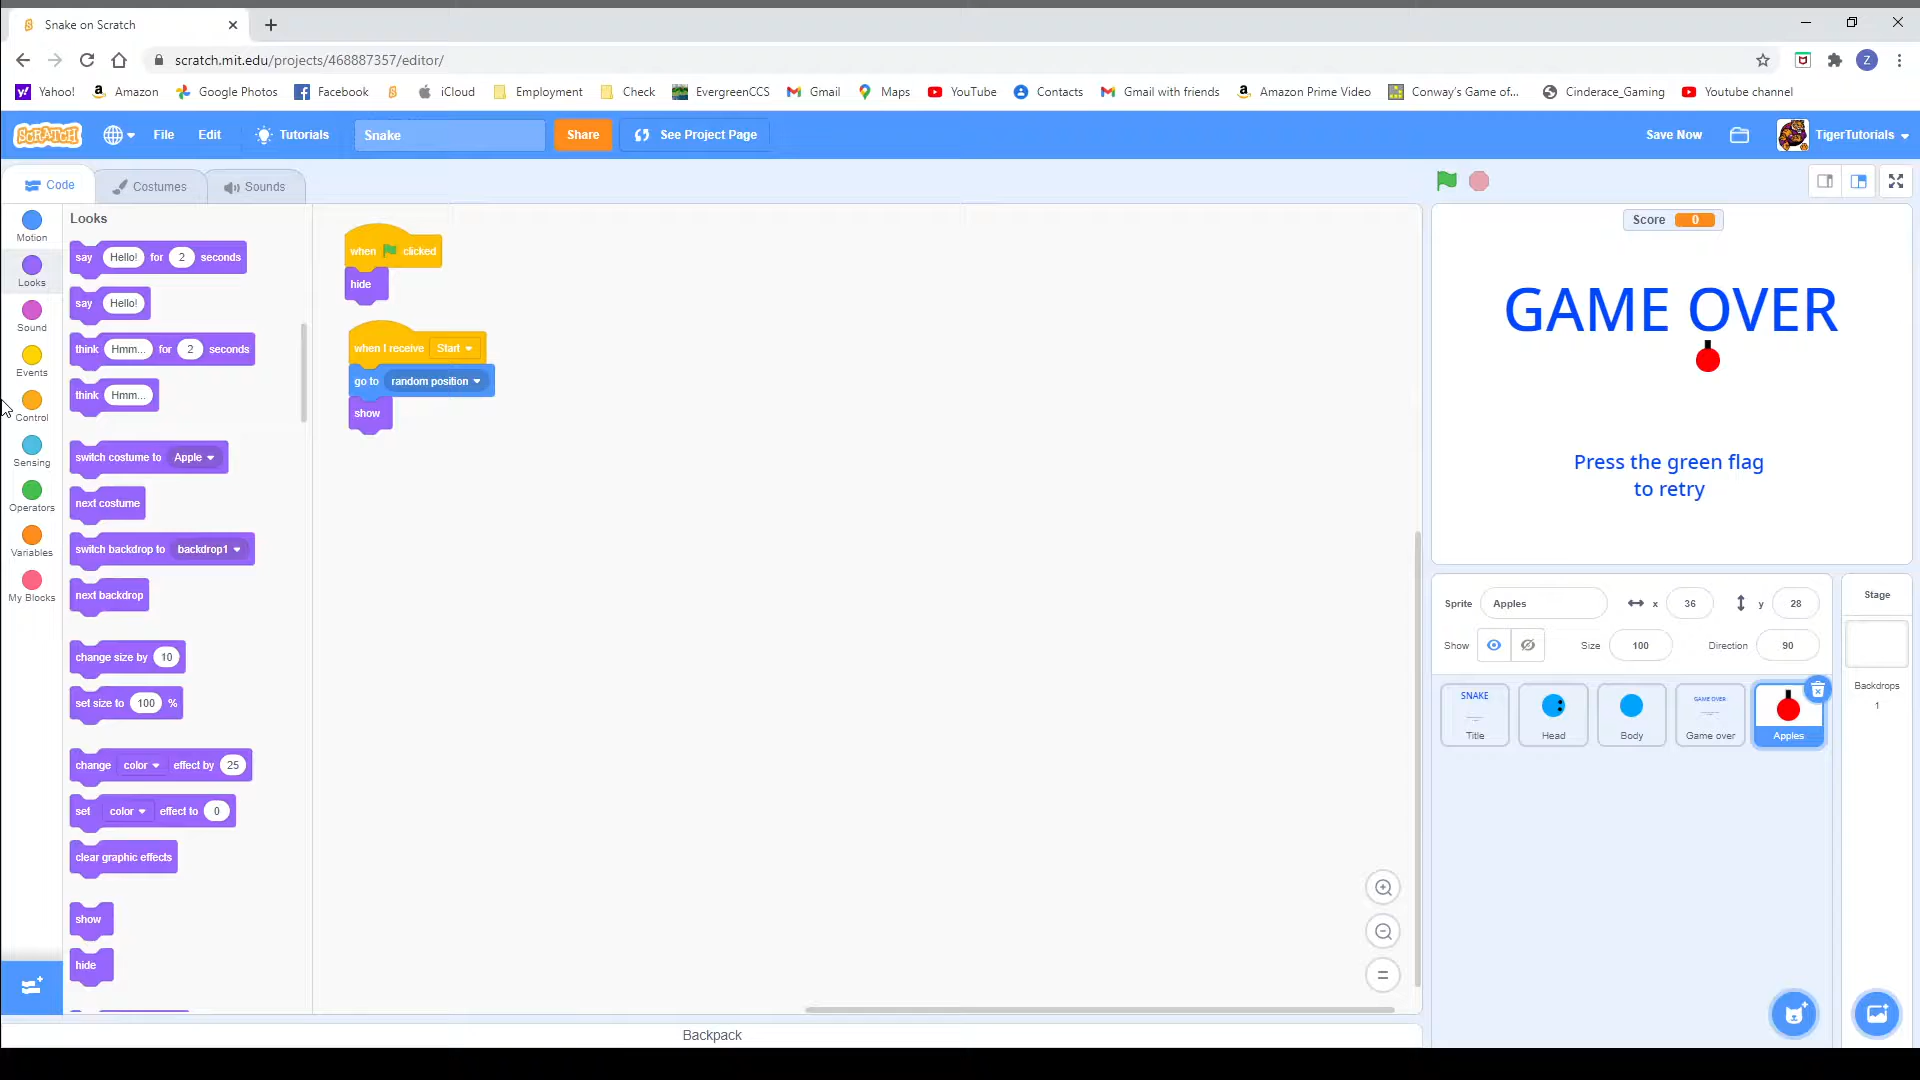 Snake on Scratch
scratch.mit.edu/projects/468887357/editor/
Z
Yahoo! Amazon Google Photos Facebook iCloud Employment Check EvergreenCCS Gmail Maps YouTube Contacts Gmail with friends Amazon Prime Video Conway's Game of... Cinderace_Gaming Youtube channel
SCRATCH File Edit Tutorials Snake Share See Project Page Save Now TigerTutorials
Code Costumes Sounds
Motion
Looks
Sound
Events
Control
Sensing
Operators
Variables
My Blocks
Looks
say Hello! for 2 seconds
say Hello!
think Hmm... for 2 seconds
think Hmm...
switch costume to Apple
next costume
switch backdrop to backdrop1
next backdrop
change size by 10
set size to 100 %
change color effect by 25
set color effect to 0
clear graphic effects
show
hide
when clicked
hide
when I receive Start
go to random position
show
Score 0
GAME OVER
Press the green flag
to retry
Sprite Apples x 36 y 28
Show Size 100 Direction 90
SNAKE
Title
Head
Body
GAME OVER
Game over
Apples
Stage
Backdrops
1
Backpack